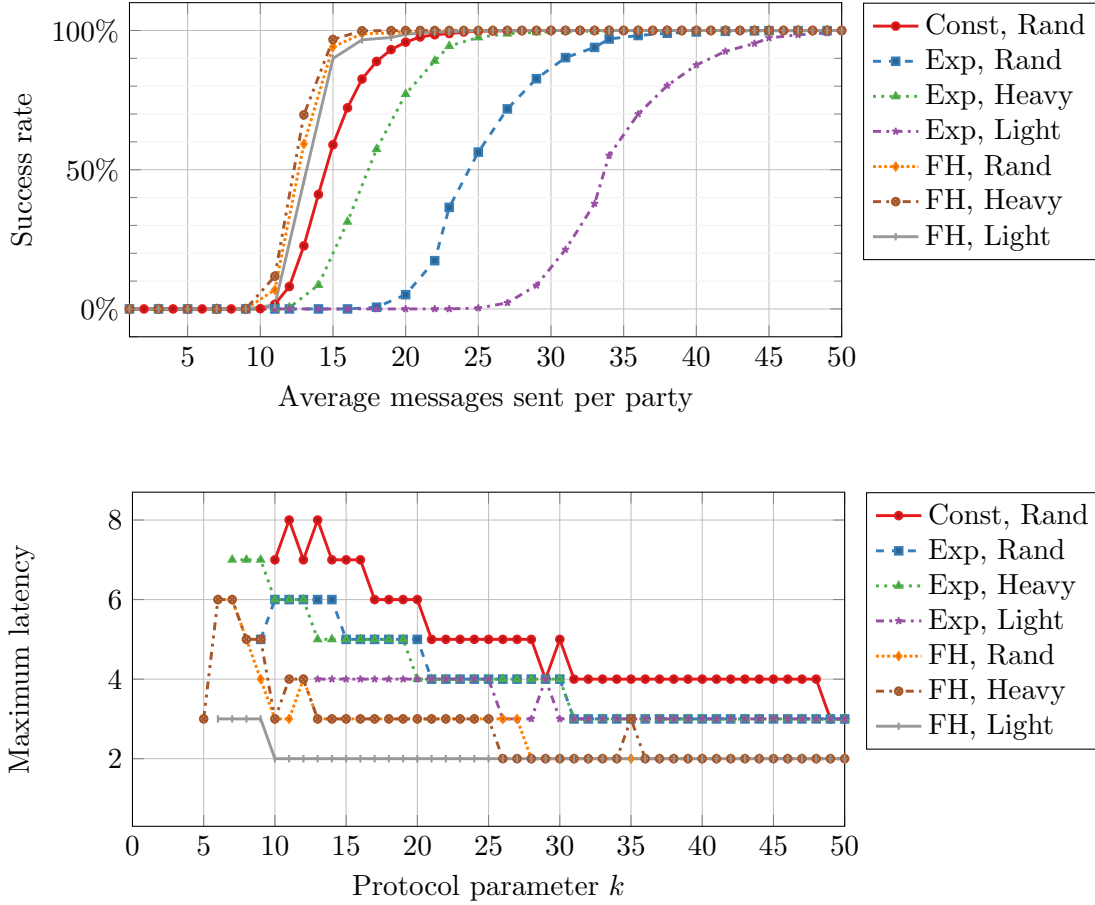 100%
50%
0%
Success rate
5 10 15 20 25 30 35 40 45 50
Average messages sent per party
Const, Rand
Exp, Rand
Exp, Heavy
Exp, Light
FH, Rand
FH, Heavy
FH, Light
8
6
4
2
Maximum latency
0 5 10 15 20 25 30 35 40 45 50
Protocol parameter k
Const, Rand
Exp, Rand
Exp, Heavy
Exp, Light
FH, Rand
FH, Heavy
FH, Light